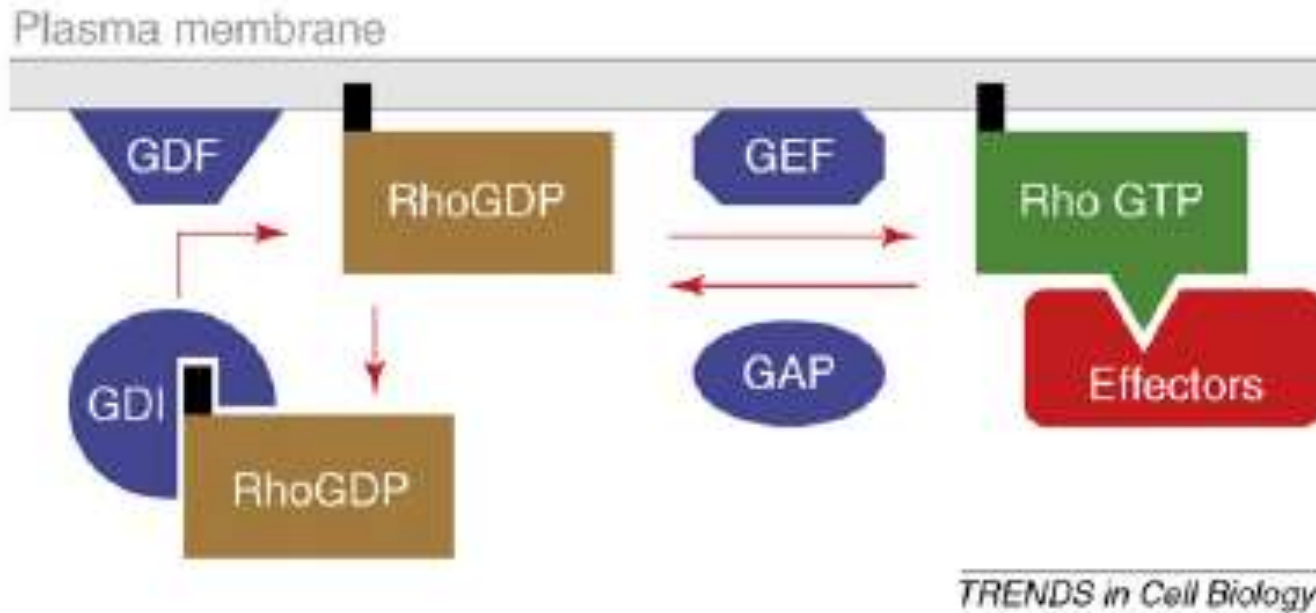 Plasma membrane
GDF
RhoGDP
GEF
Rho GTP
GDI
RhoGDP
GAP
Effectors
TRENDS in Cell Biology